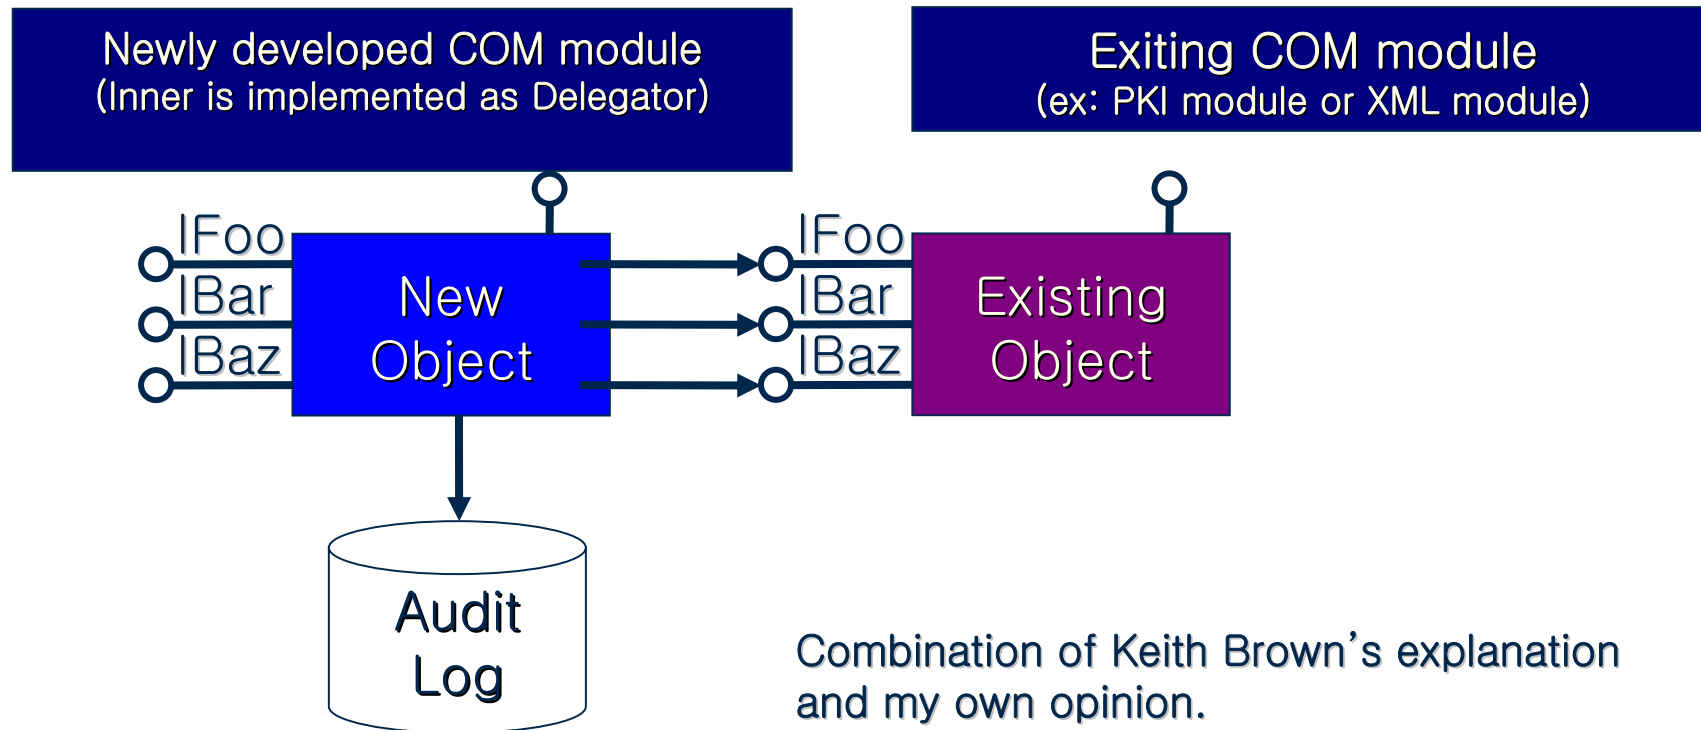 Newly developed COM module
(Inner is implemented as Delegator)
Exiting COM module
(ex: PKI module or XML module)
IFoo
IBar
IBaz
New
Object
IFoo
IBar
IBaz
Existing
Object
Audit
Log
Combination of Keith Brown's explanation
and my own opinion.